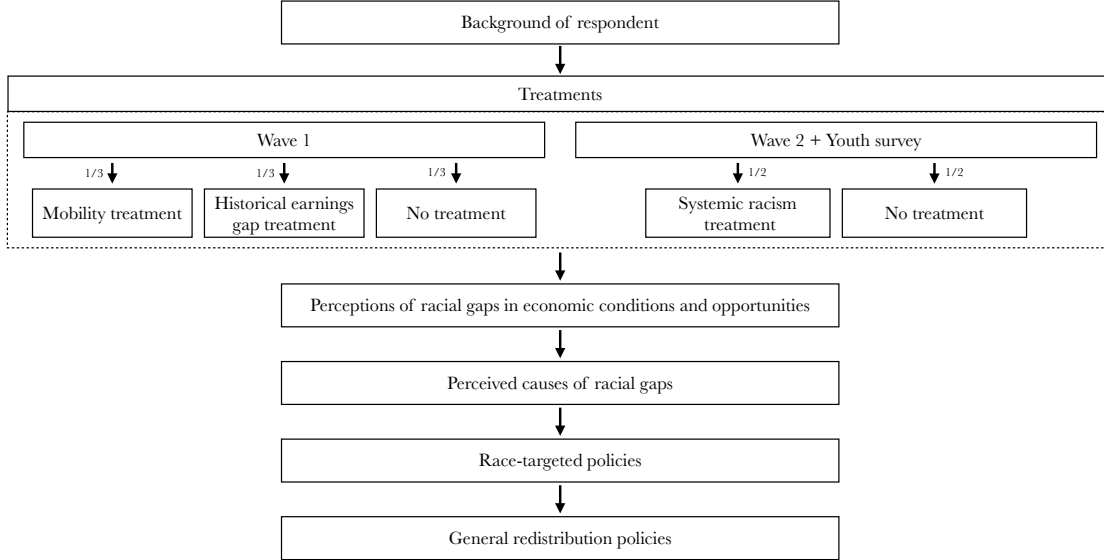 Background of respondent
Treatments
Wave 1
Wave 2 + Youth survey
1/3
1/3
1/3
1/2
1/2
Mobility treatment
Historical earnings
gap treatment
No treatment
Systemic racism
treatment
No treatment
Perceptions of racial gaps in economic conditions and opportunities
Perceived causes of racial gaps
Race-targeted policies
General redistribution policies